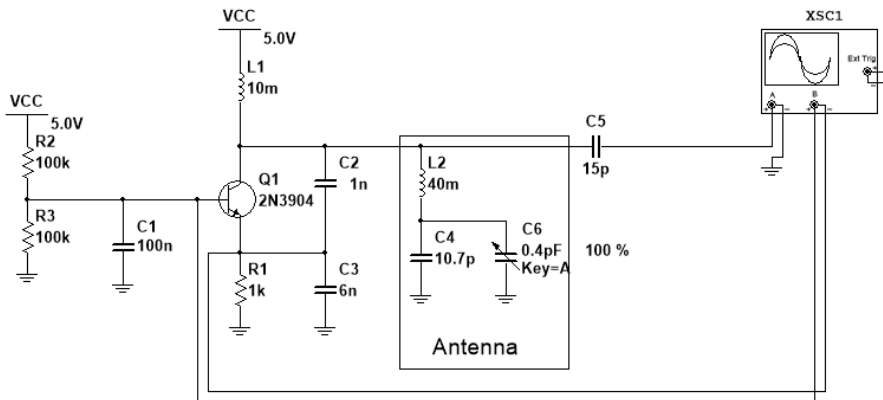 VCC
5.0V
L1
10m
XSC1
Ext Trig
+
-
A
B
+
-
+
-
VCC
5.0V
R2
100k
R3
100k
C1
100n
Q1
2N3904
C2
1n
R1
1k
C3
6n
L2
40m
C4
10.7p
C6
0.4pF
Key=A
100 %
Antenna
C5
15p